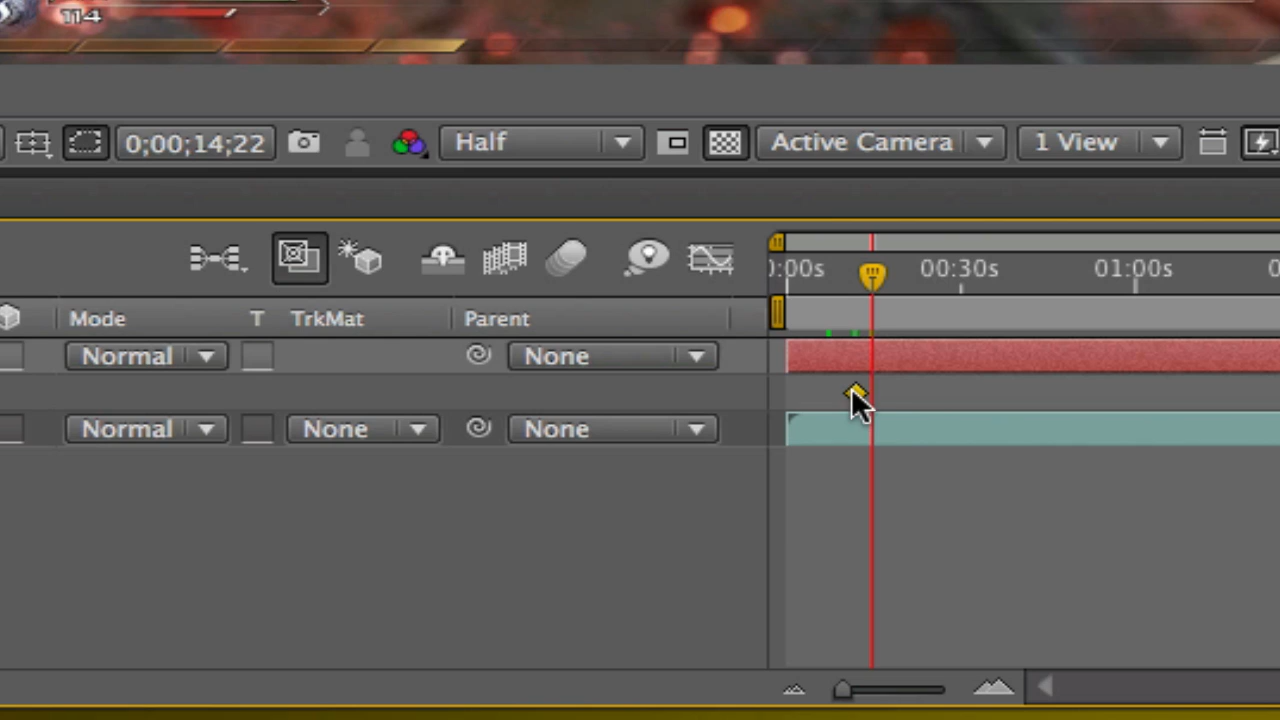 114
0;00;14;22 Half Active Camera 1 View
00s 00:30s 01:00s
Mode T TrkMat Parent
Normal None
Normal None None